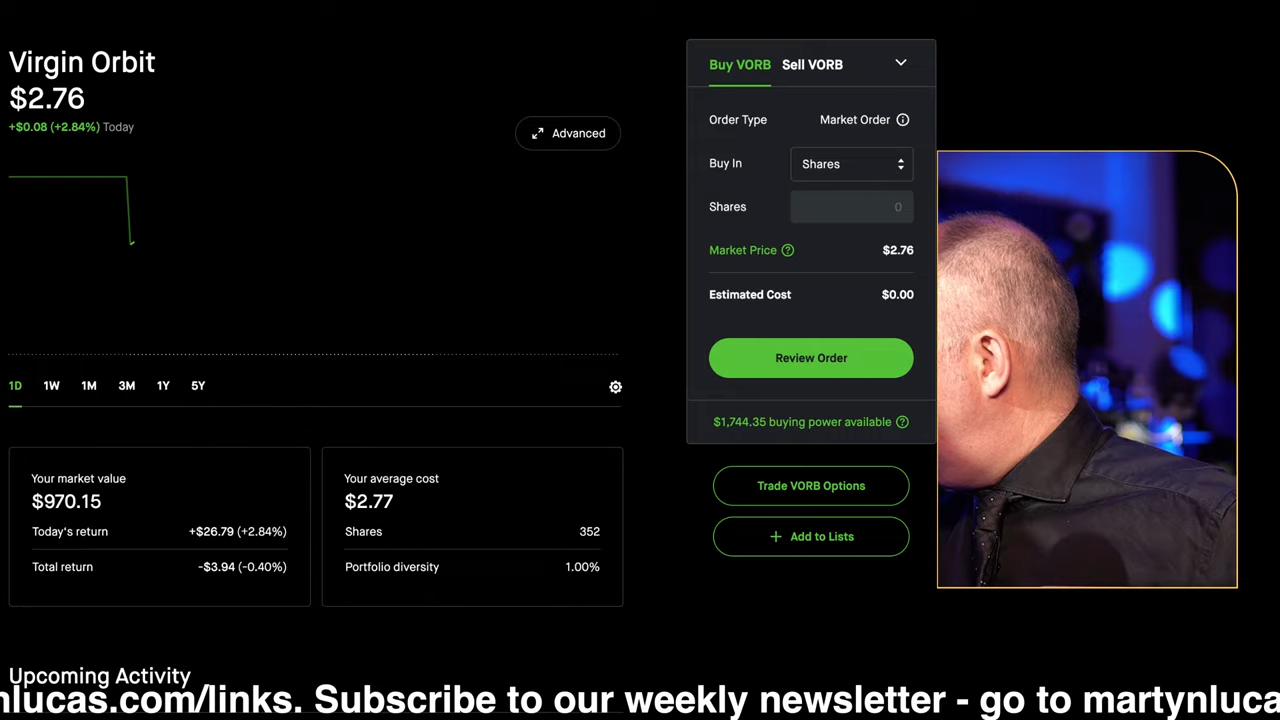 Virgin Orbit
$2.76
+$0.08 (+2.84%) Today
Advanced
1D 1W 1M 3M 1Y 5Y
Your market value
$970.15
Today's return +$26.79 (+2.84%)
Total return -$3.94 (-0.40%)
Your average cost
$2.77
Shares 352
Portfolio diversity 1.00%
Upcoming Activity
Buy VORB Sell VORB
Order Type Market Order
Buy In Shares
Shares 0
Market Price $2.76
Estimated Cost $0.00
Review Order
$1,744.35 buying power available
Trade VORB Options
+ Add to Lists
nlucas.com/links. Subscribe to our weekly newsletter - go to martynluca